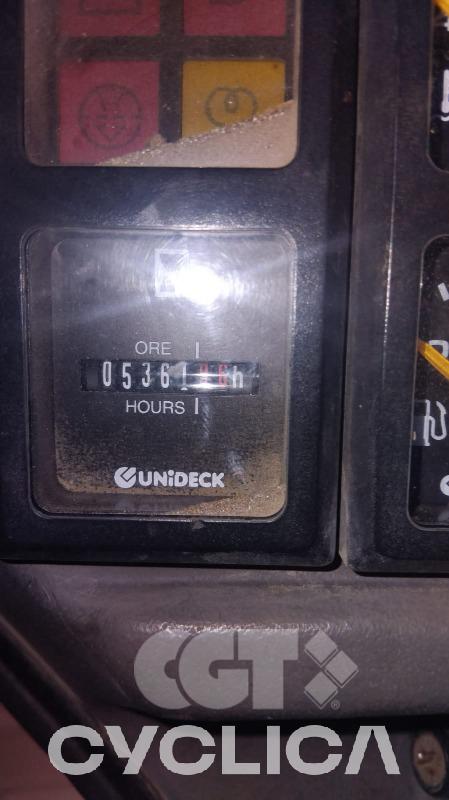 ORE
05361 h
HOURS
UNiDECK
CGT®
CYCLICA